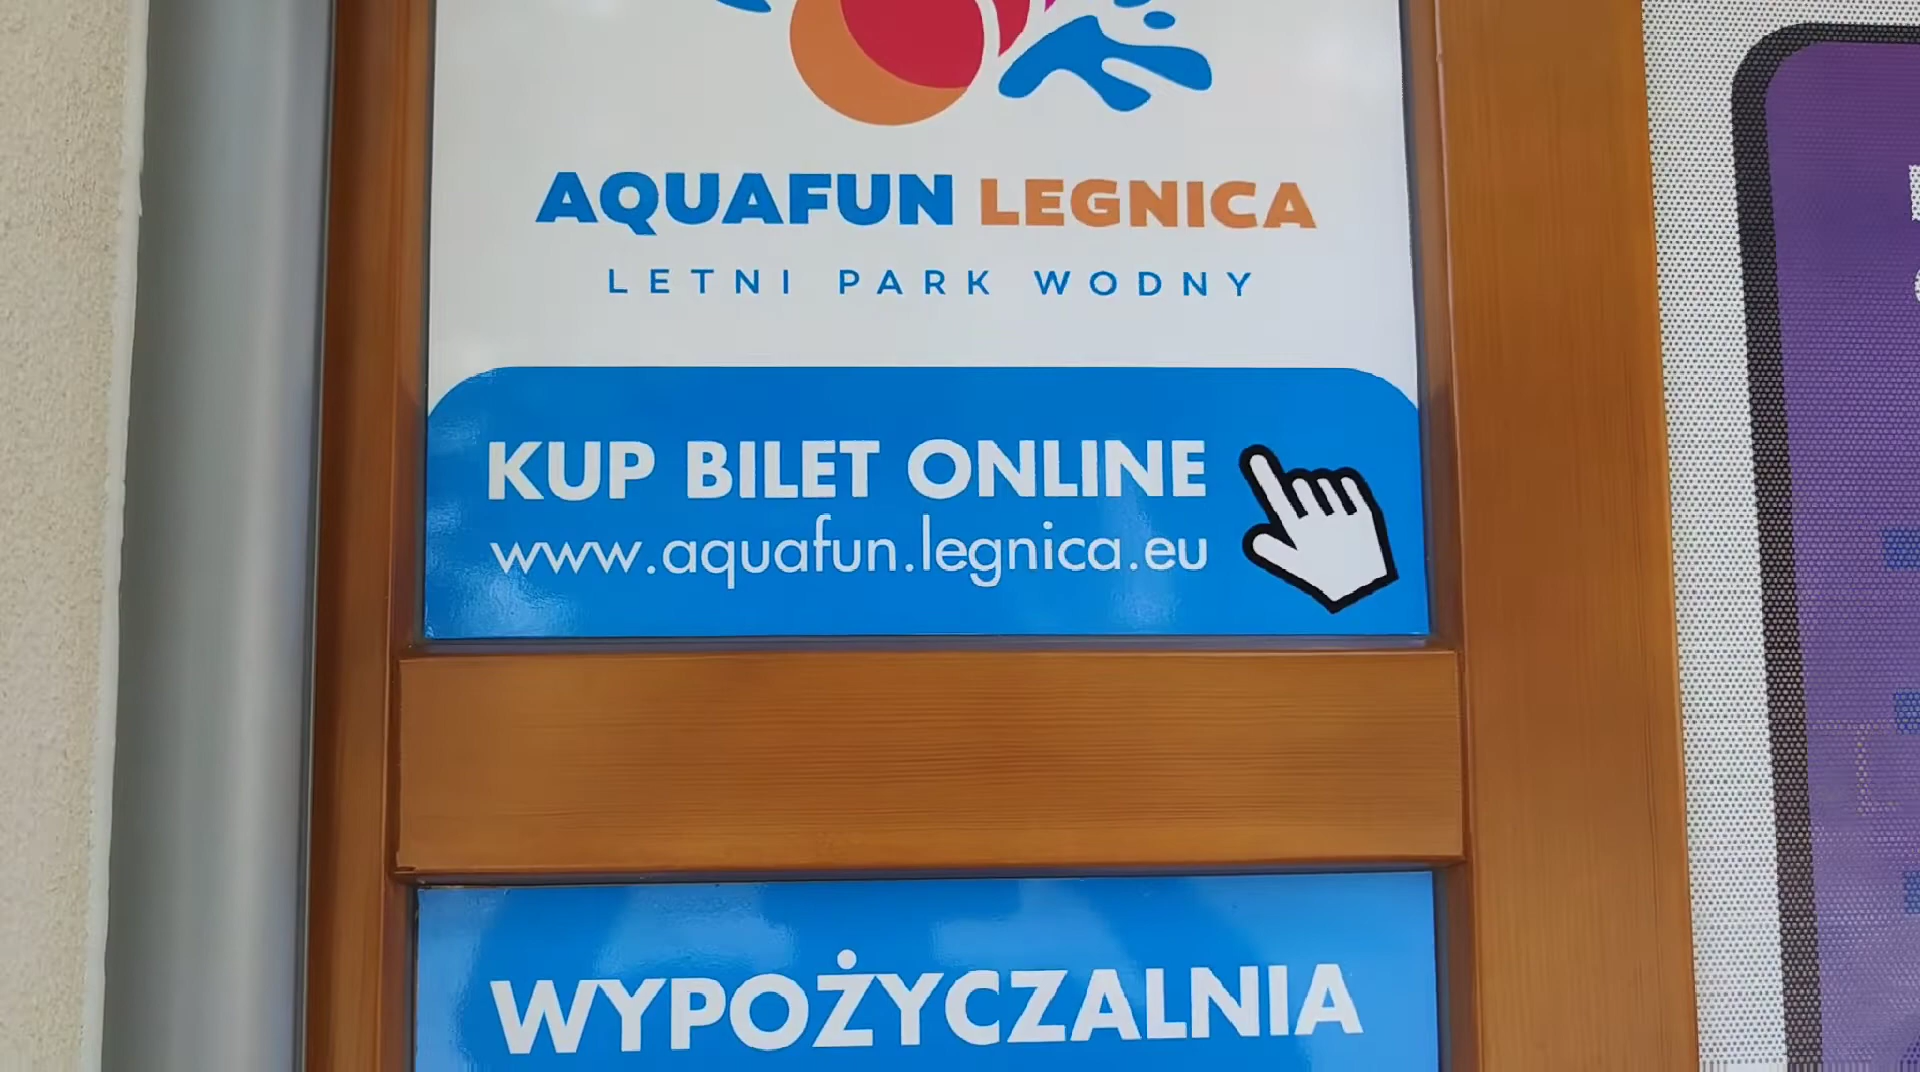 AQUAFUN LEGNICA
LETNI PARK WODNY
KUP BILET ONLINE
www.aquafun.legnica.eu
WYPOŻYCZALNIA